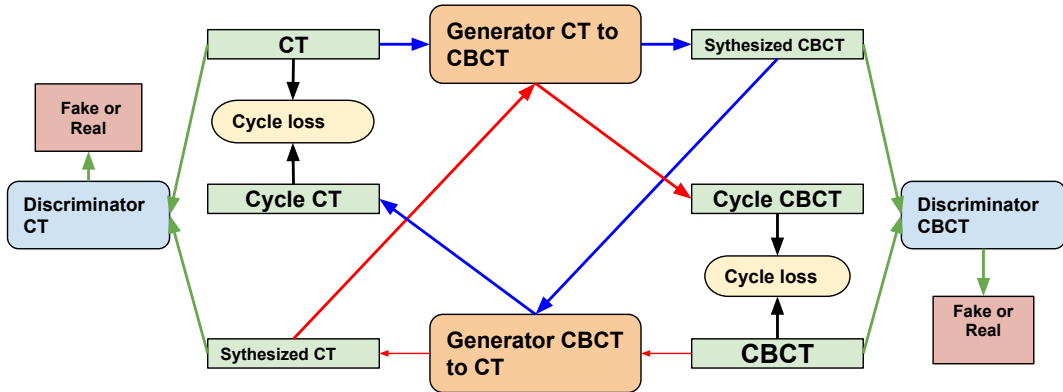 CT
Generator CT to
CBCT
Sythesized CBCT
Fake or
Real
Cycle loss
Discriminator
CT
Cycle CT
Cycle CBCT
Discriminator
CBCT
Cycle loss
Sythesized CT
Generator CBCT
to CT
CBCT
Fake or
Real